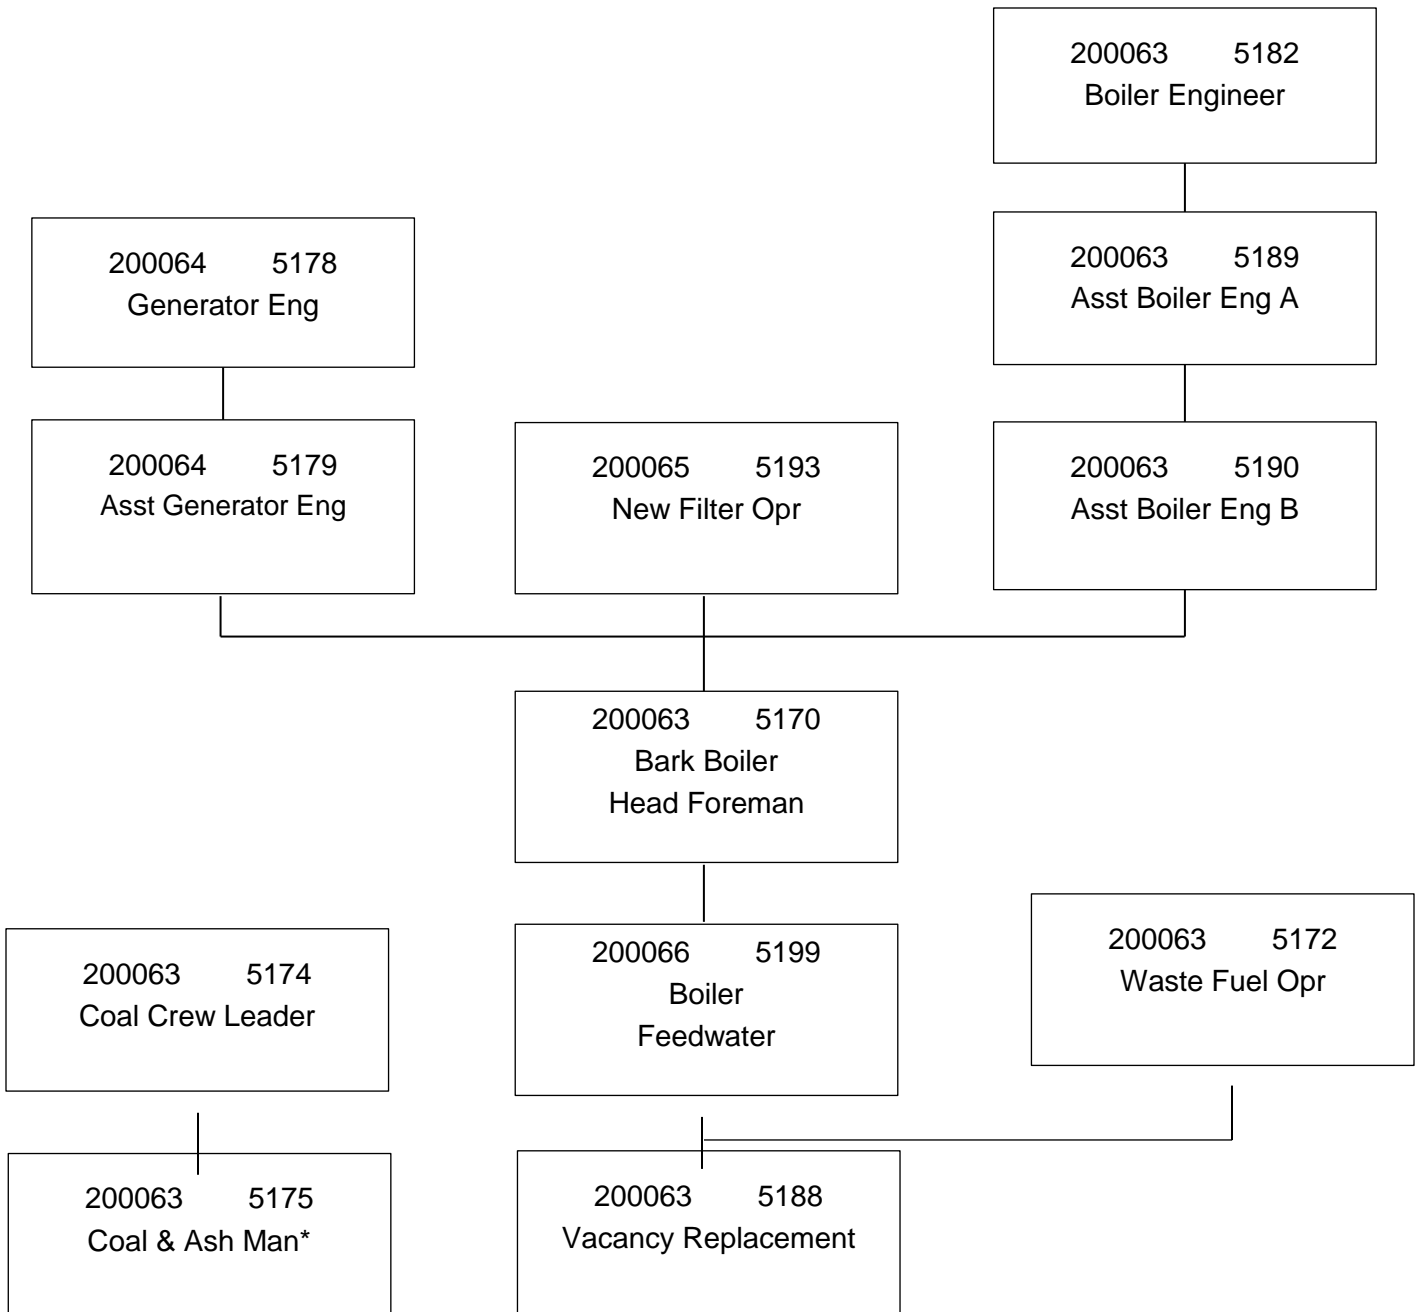 200063 5182
Boiler Engineer
200064 5178
Generator Eng
200063 5189
Asst Boiler Eng A
200064 5179
Asst Generator Eng
200065 5193
New Filter Opr
200063 5190
Asst Boiler Eng B
200063 5170
Bark Boiler
Head Foreman
200063 5174
Coal Crew Leader
200066 5199
Boiler
Feedwater
200063 5172
Waste Fuel Opr
200063 5175
Coal & Ash Man*
200063 5188
Vacancy Replacement